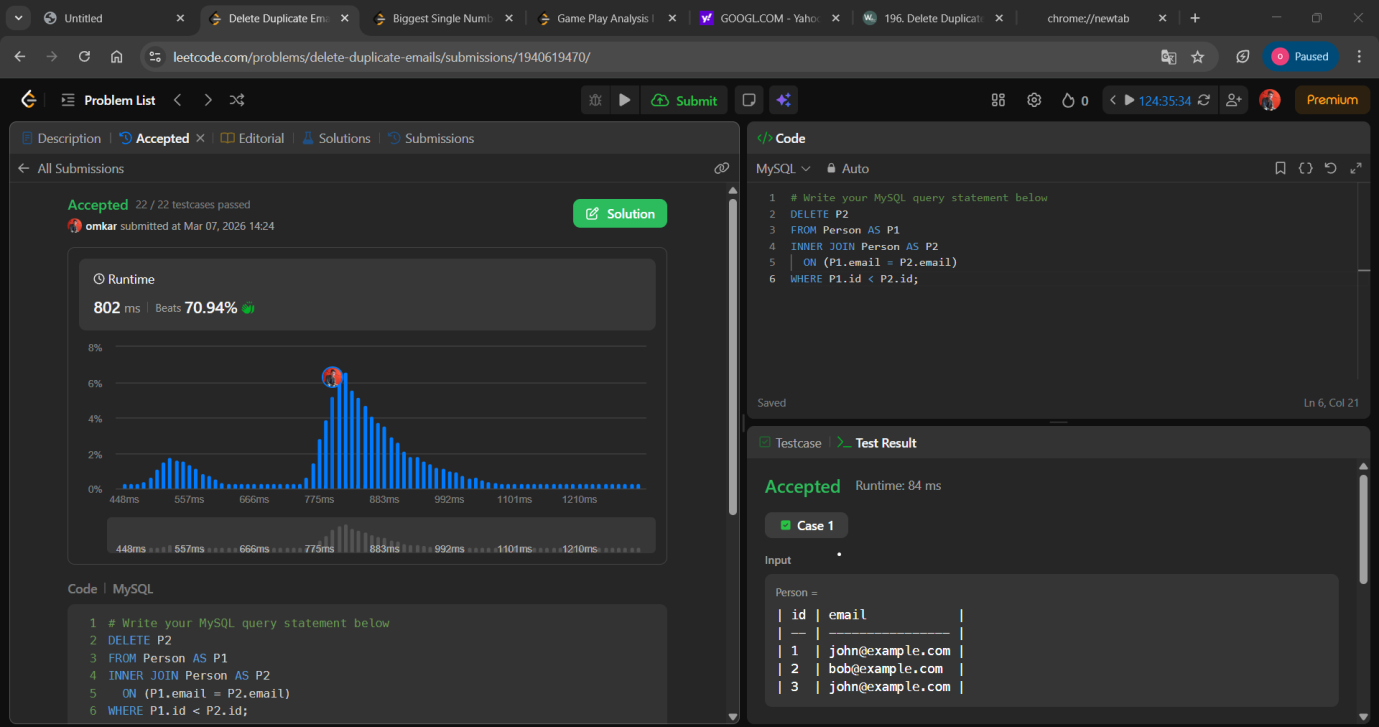 Untitled
Delete Duplicate Ema
Biggest Single Numb
Game Play Analysis I
GOOGL.COM - Yahoo
196. Delete Duplicate
chrome://newtab
leetcode.com/problems/delete-duplicate-emails/submissions/1940619470/
Paused
Problem List
Submit
0
124:35:34
Premium
Description
Accepted
Editorial
Solutions
Submissions
All Submissions
Accepted 22 / 22 testcases passed
omkar submitted at Mar 07, 2026 14:24
Solution
Runtime
802 ms | Beats 70.94%
8%
6%
4%
2%
0%
448ms 557ms 666ms 775ms 883ms 992ms 1101ms 1210ms
448ms 557ms 666ms 775ms 883ms 992ms 1101ms 1210ms
Code | MySQL
1 # Write your MySQL query statement below
2 DELETE P2
3 FROM Person AS P1
4 INNER JOIN Person AS P2
5 ON (P1.email = P2.email)
6 WHERE P1.id < P2.id;
</> Code
MySQL Auto
1 # Write your MySQL query statement below
2 DELETE P2
3 FROM Person AS P1
4 INNER JOIN Person AS P2
5 ON (P1.email = P2.email)
6 WHERE P1.id < P2.id;
Saved
Ln 6, Col 21
Testcase
Test Result
Accepted Runtime: 84 ms
Case 1
Input
Person =
| id | email |
| -- | ---------------- |
| 1 | john@example.com |
| 2 | bob@example.com |
| 3 | john@example.com |